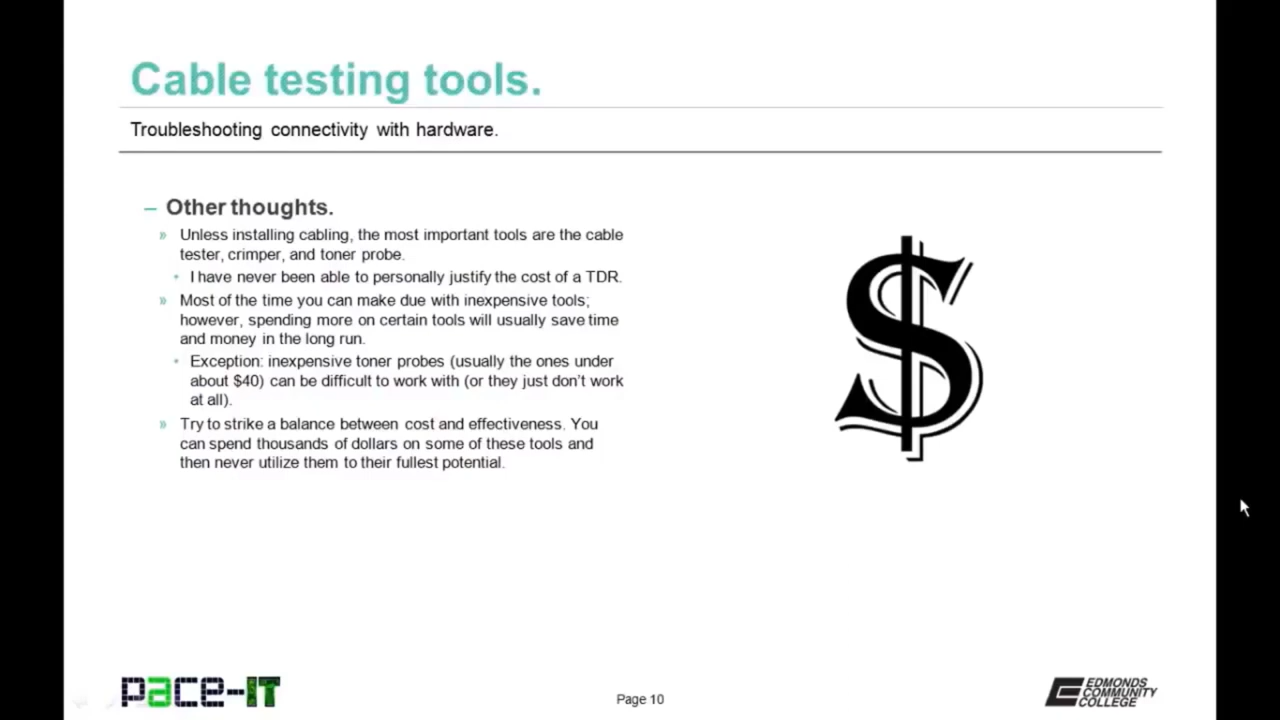 Cable testing tools.
Troubleshooting connectivity with hardware.
– Other thoughts.
» Unless installing cabling, the most important tools are the cable
tester, crimper, and toner probe.
• I have never been able to personally justify the cost of a TDR.
» Most of the time you can make due with inexpensive tools;
however, spending more on certain tools will usually save time
and money in the long run.
• Exception: inexpensive toner probes (usually the ones under
about $40) can be difficult to work with (or they just don’t work
at all).
» Try to strike a balance between cost and effectiveness. You
can spend thousands of dollars on some of these tools and
then never utilize them to their fullest potential.
$
pace-IT
Page 10
EDMONDS
COMMUNITY
COLLEGE